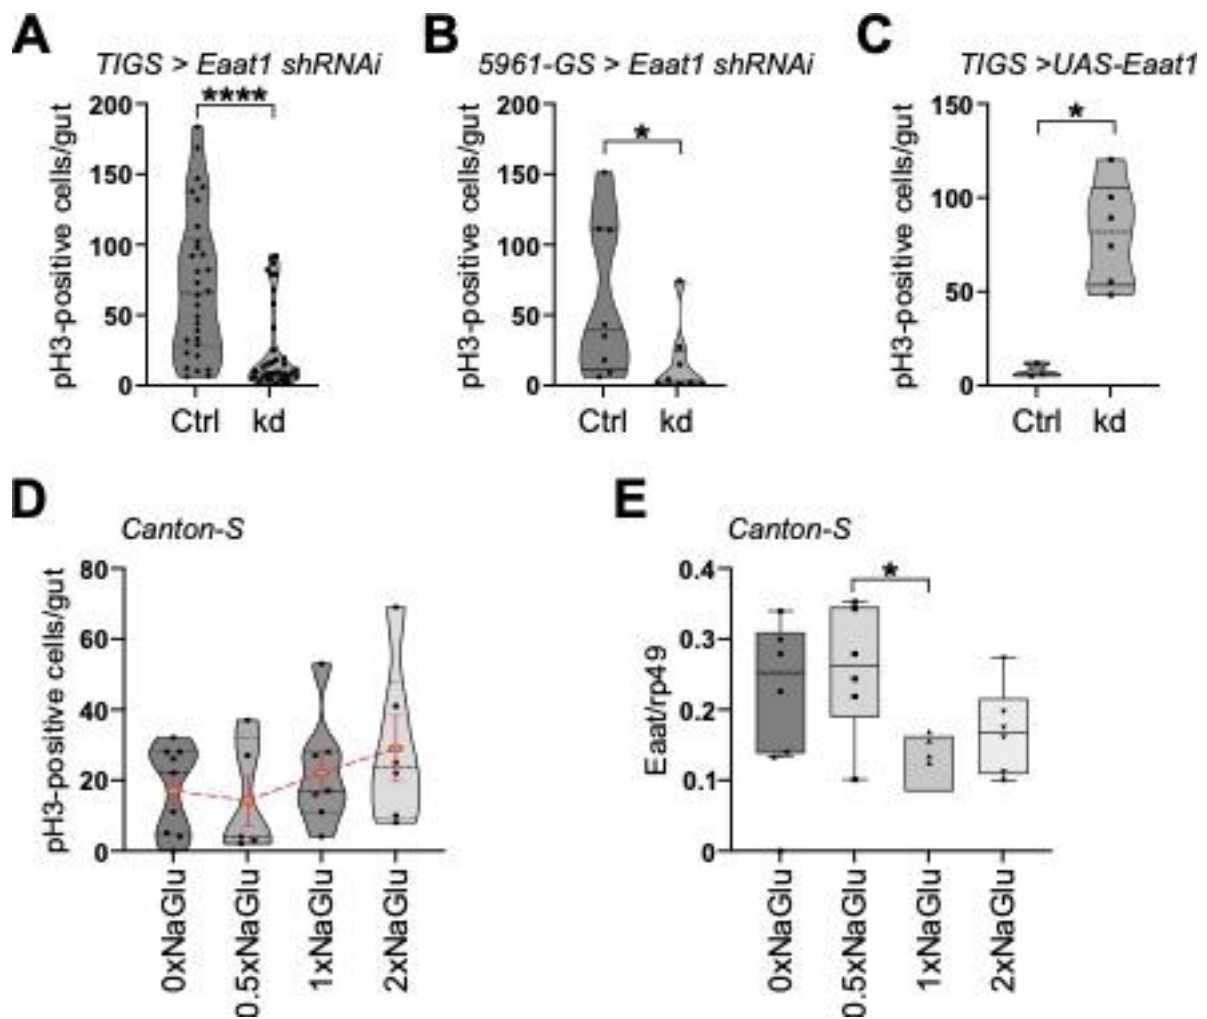 A
TIGS > Eaat1 shRNAi
****
pH3-positive cells/gut
200
150
100
50
0
Ctrl
kd
B
5961-GS > Eaat1 shRNAi
*
pH3-positive cells/gut
200
150
100
50
0
Ctrl
kd
C
TIGS >UAS-Eaat1
*
pH3-positive cells/gut
150
100
50
0
Ctrl
kd
D
Canton-S
pH3-positive cells/gut
80
60
40
20
0
0xNaGlu
0.5xNaGlu
1xNaGlu
2xNaGlu
E
Canton-S
*
Eaat/rp49
0.4
0.3
0.2
0.1
0
0xNaGlu
0.5xNaGlu
1xNaGlu
2xNaGlu